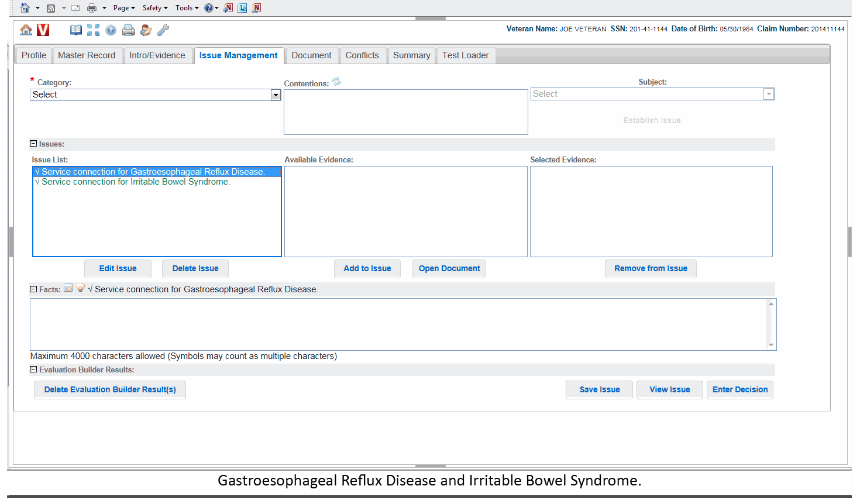 Page Safety Tools
Veteran Name: JOE VETERAN SSN: 201-41-1144 Date of Birth: 05/30/1984 Claim Number: 201411144
Profile Master Record Intro/Evidence Issue Management Document Conflicts Summary Test Loader
* Category: Contentions: Subject:
Select Select
Establish Issue
Issues:
Issue List: Available Evidence: Selected Evidence:
√ Service connection for Gastroesophageal Reflux Disease.
√ Service connection for Irritable Bowel Syndrome.
Edit Issue Delete Issue Add to Issue Open Document Remove from Issue
Facts: √ Service connection for Gastroesophageal Reflux Disease.
Maximum 4000 characters allowed (Symbols may count as multiple characters)
Evaluation Builder Results:
Delete Evaluation Builder Result(s) Save Issue View Issue Enter Decision
Gastroesophageal Reflux Disease and Irritable Bowel Syndrome.